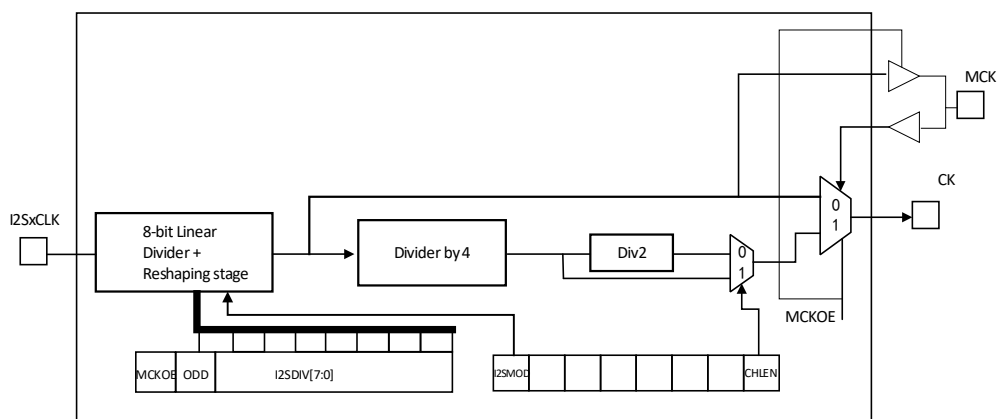 MCK
CK
I2SxCLK
8-bit Linear
Divider +
Reshaping stage
Divider by 4
Div2
0
1
0
1
MCKOE
MCKOE
ODD
I2SDIV[7:0]
I2SMOD
CHLEN